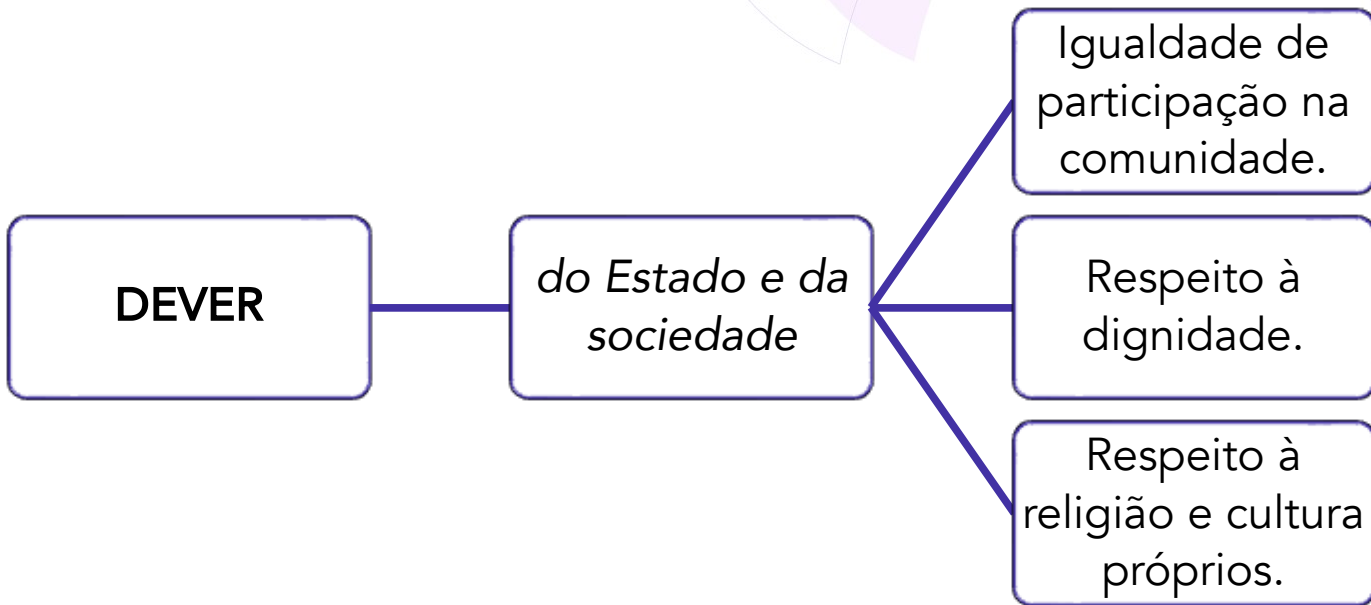 DEVER
do Estado e da
sociedade
Igualdade de
participação na
comunidade.
Respeito à
dignidade.
Respeito à
religião e cultura
próprios.